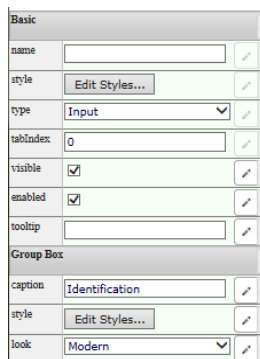 Basic
name
style Edit Styles...
type Input
tabIndex 0
visible
enabled
tooltip
Group Box
caption Identification
style Edit Styles...
look Modern